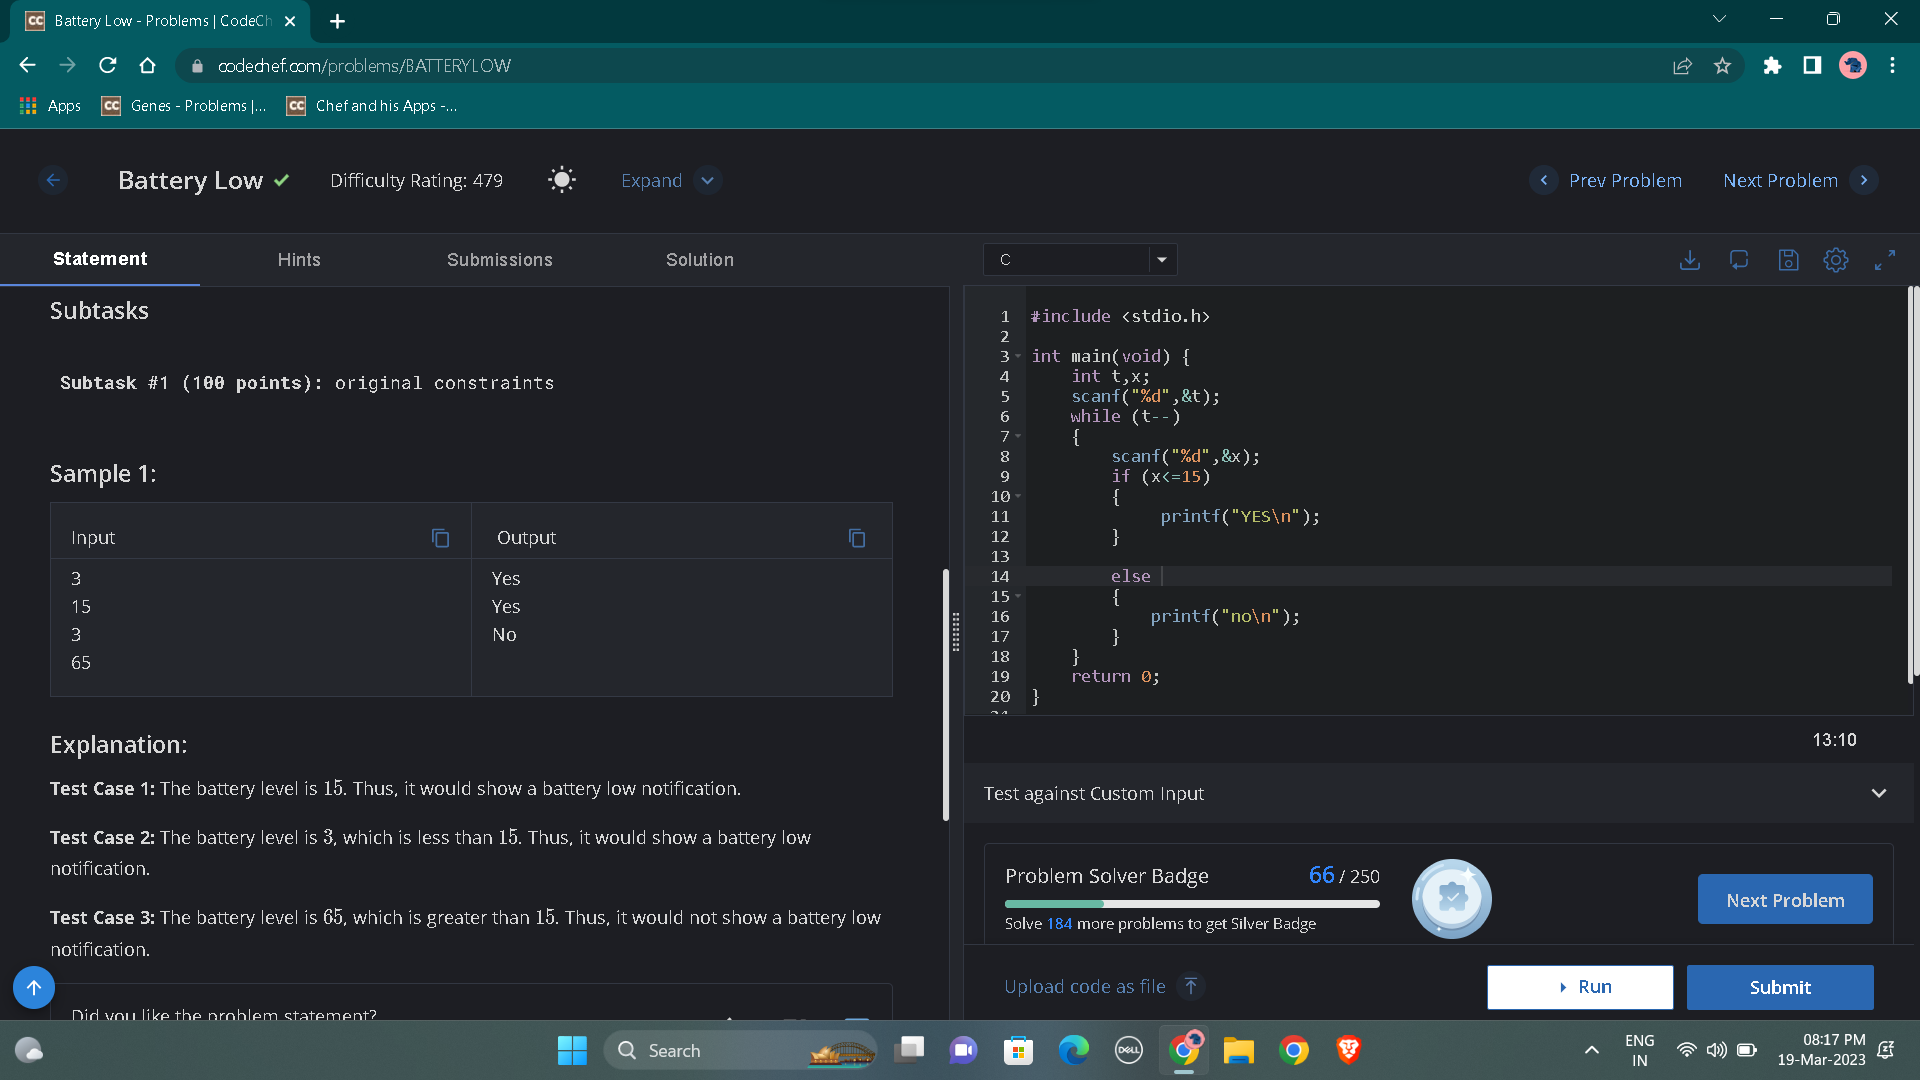 Battery Low - Problems | CodeCh
codechef.com/problems/BATTERYLOW
Apps
Genes - Problems |...
Chef and his Apps -...
Battery Low
Difficulty Rating: 479
Expand
Prev Problem
Next Problem
Statement
Hints
Submissions
Solution
Subtasks
Subtask #1 (100 points): original constraints
Sample 1:
Input
Output
3
15
3
65
Yes
Yes
No
Explanation:
Test Case 1: The battery level is 15. Thus, it would show a battery low notification.
Test Case 2: The battery level is 3, which is less than 15. Thus, it would show a battery low
notification.
Test Case 3: The battery level is 65, which is greater than 15. Thus, it would not show a battery low
notification.
Did you like the problem statement?
C
1 #include <stdio.h>
2
3 int main(void) {
4     int t,x;
5     scanf("%d",&t);
6     while (t--)
7     {
8         scanf("%d",&x);
9         if (x<=15)
10         {
11              printf("YES\n");
12         }
13
14         else
15         {
16             printf("no\n");
17         }
18     }
19     return 0;
20 }
21
13:10
Test against Custom Input
Problem Solver Badge
66 / 250
Solve 184 more problems to get Silver Badge
Next Problem
Upload code as file
Run
Submit
Search
DELL
ENG
IN
08:17 PM
19-Mar-2023